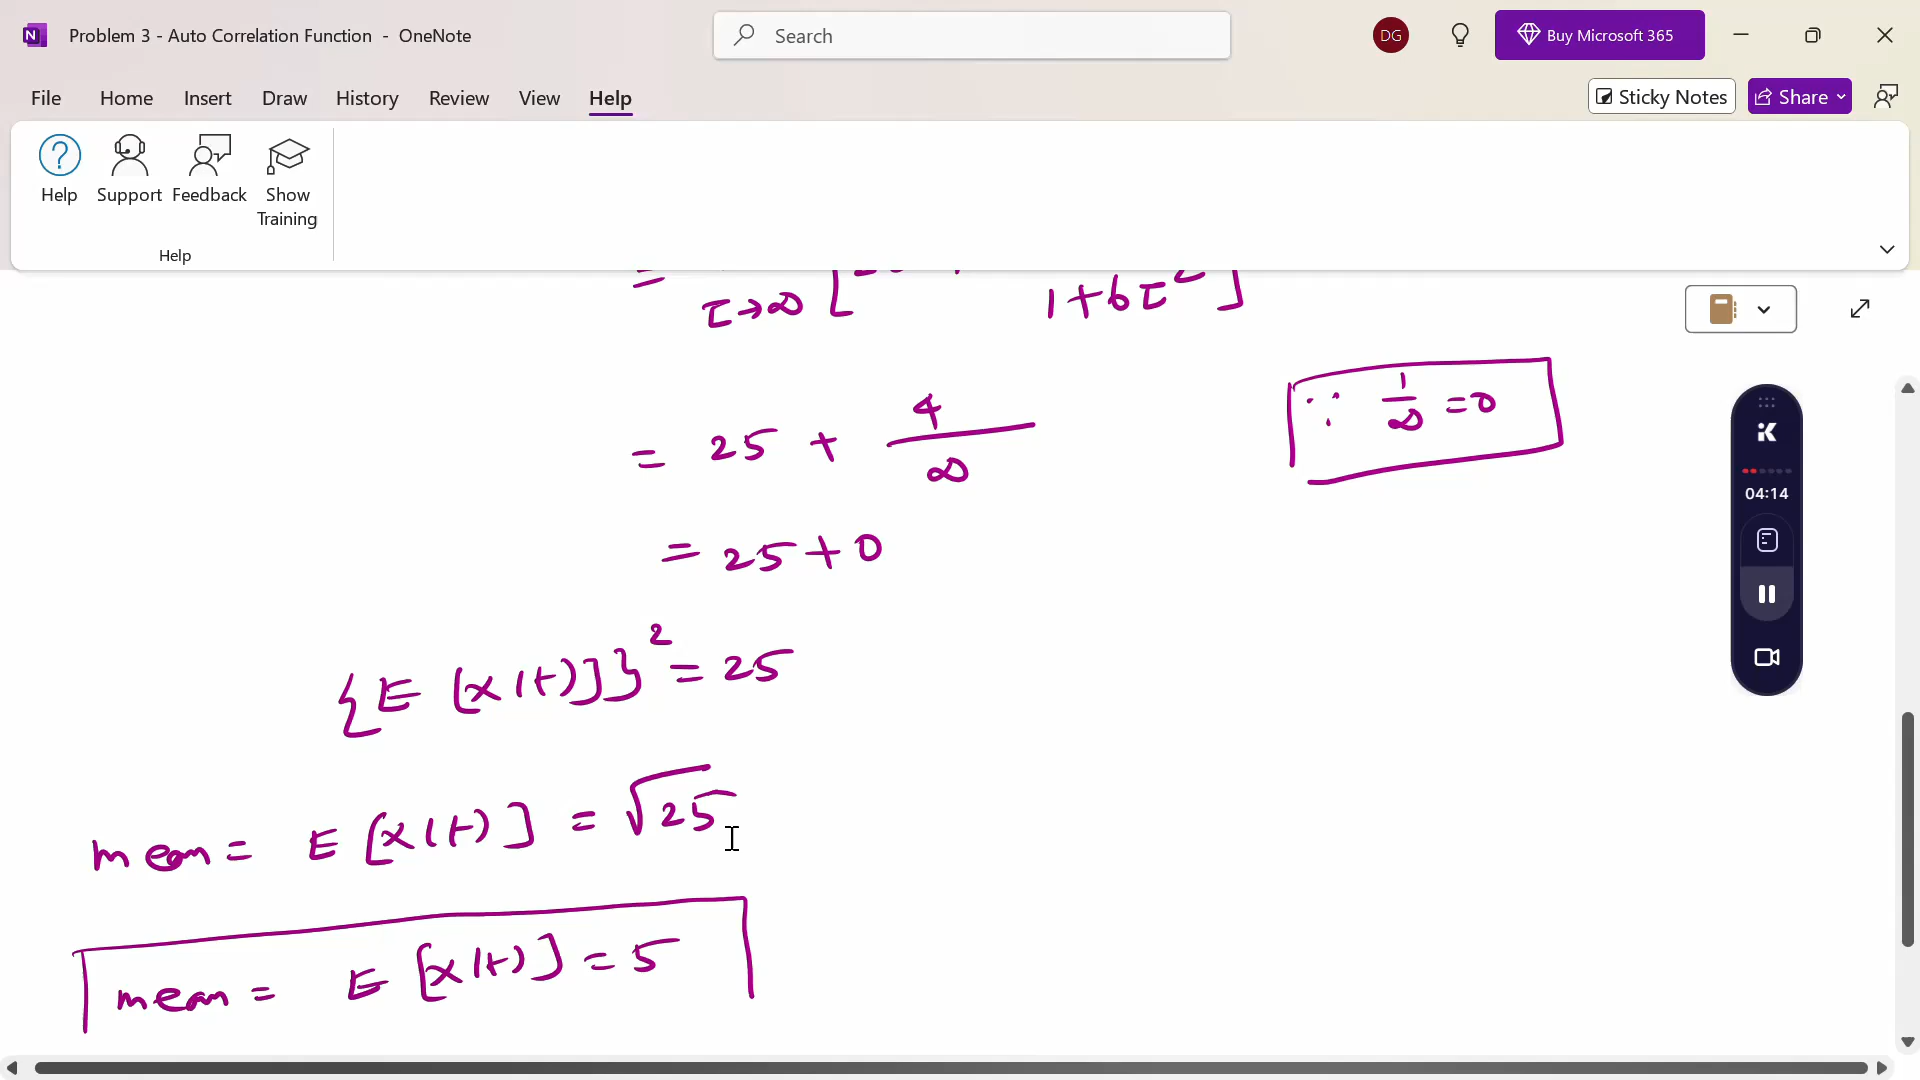 Problem 3 - Auto Correlation Function - OneNote
Search
DG
Buy Microsoft 365
File Home Insert Draw History Review View Help
Sticky Notes
Share
Help Support Feedback Show Training
Help
=
τ→∞ [ 1+6τ² ]
= 25 + 4/∞
∵ 1/∞ = 0
= 25 + 0
{E [x(t)]}² = 25
mean = E [x(t)] = √25
mean = E [x(t)] = 5
04:14